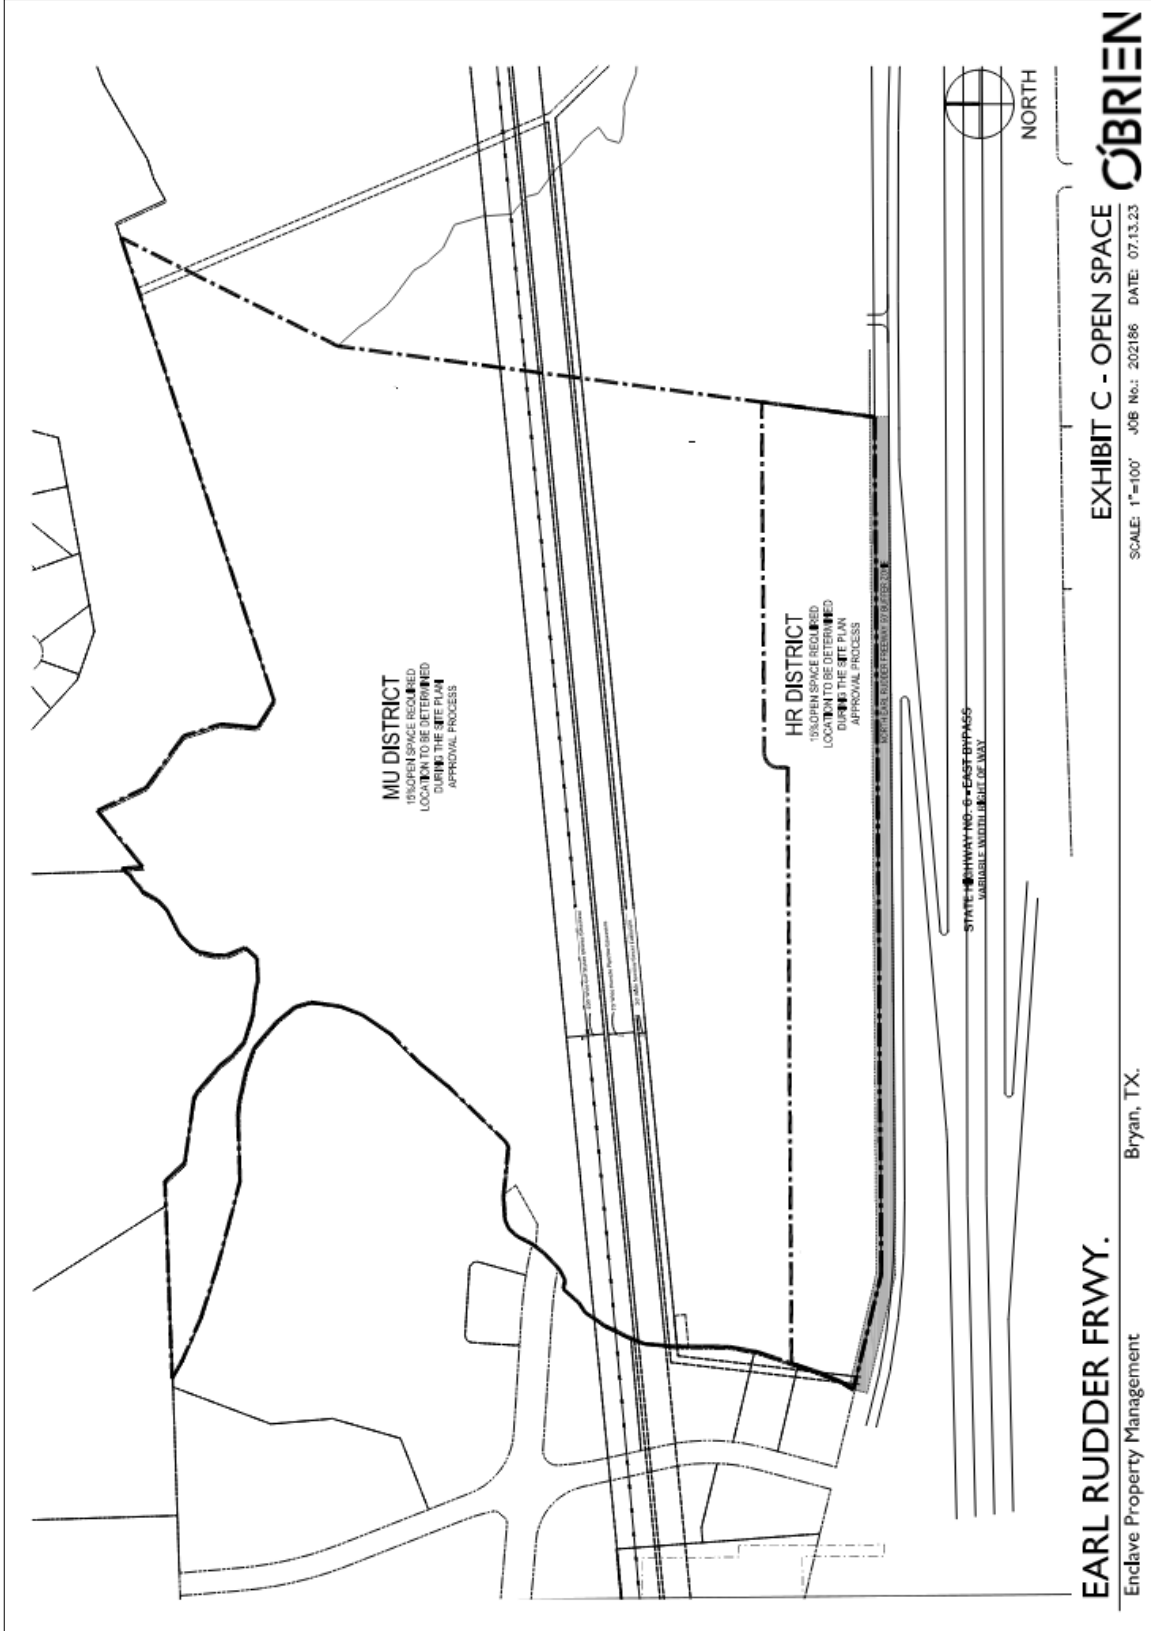 MU DISTRICT
15% OPEN SPACE REQUIRED
LOCATION TO BE DETERMINED
DURING THE SITE PLAN
APPROVAL PROCESS
HR DISTRICT
15% OPEN SPACE REQUIRED
LOCATION TO BE DETERMINED
DURING THE SITE PLAN
APPROVAL PROCESS
STATE HIGHWAY NO. 6 - EAST BYPASS
VARIABLE WIDTH RIGHT OF WAY
NORTH
EARL RUDDER FRWY.
Enclave Property Management
Bryan, TX.
EXHIBIT C - OPEN SPACE
SCALE: 1"=100' JOB No.: 202186 DATE: 07.13.23
O'BRIEN